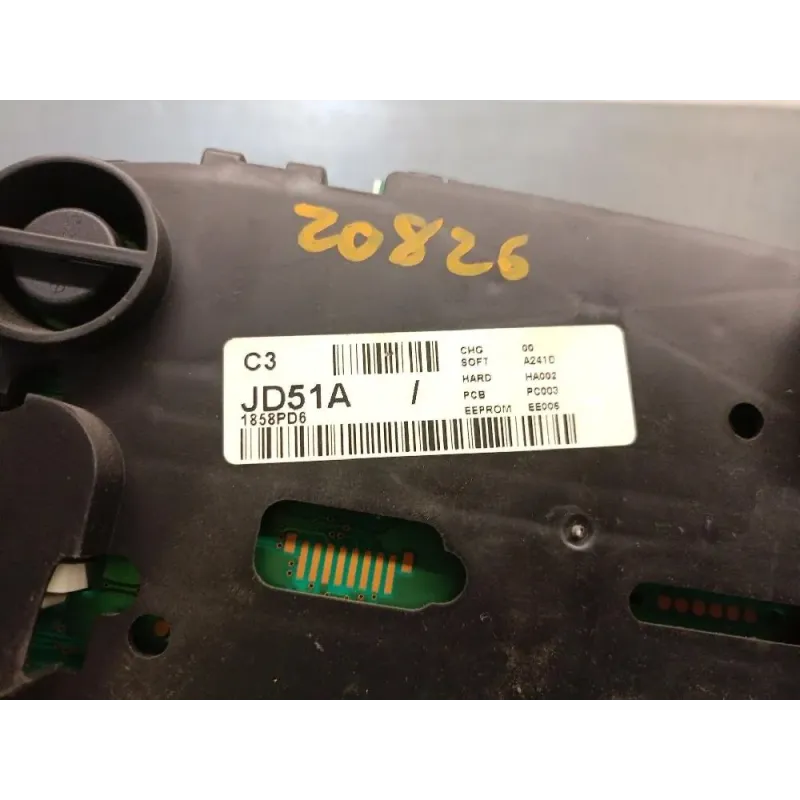 20826
C3
CHG 00
SOFT A241D
HARD HA002
JD51A /
PCB PC003
1858PD6
EEPROM EE006